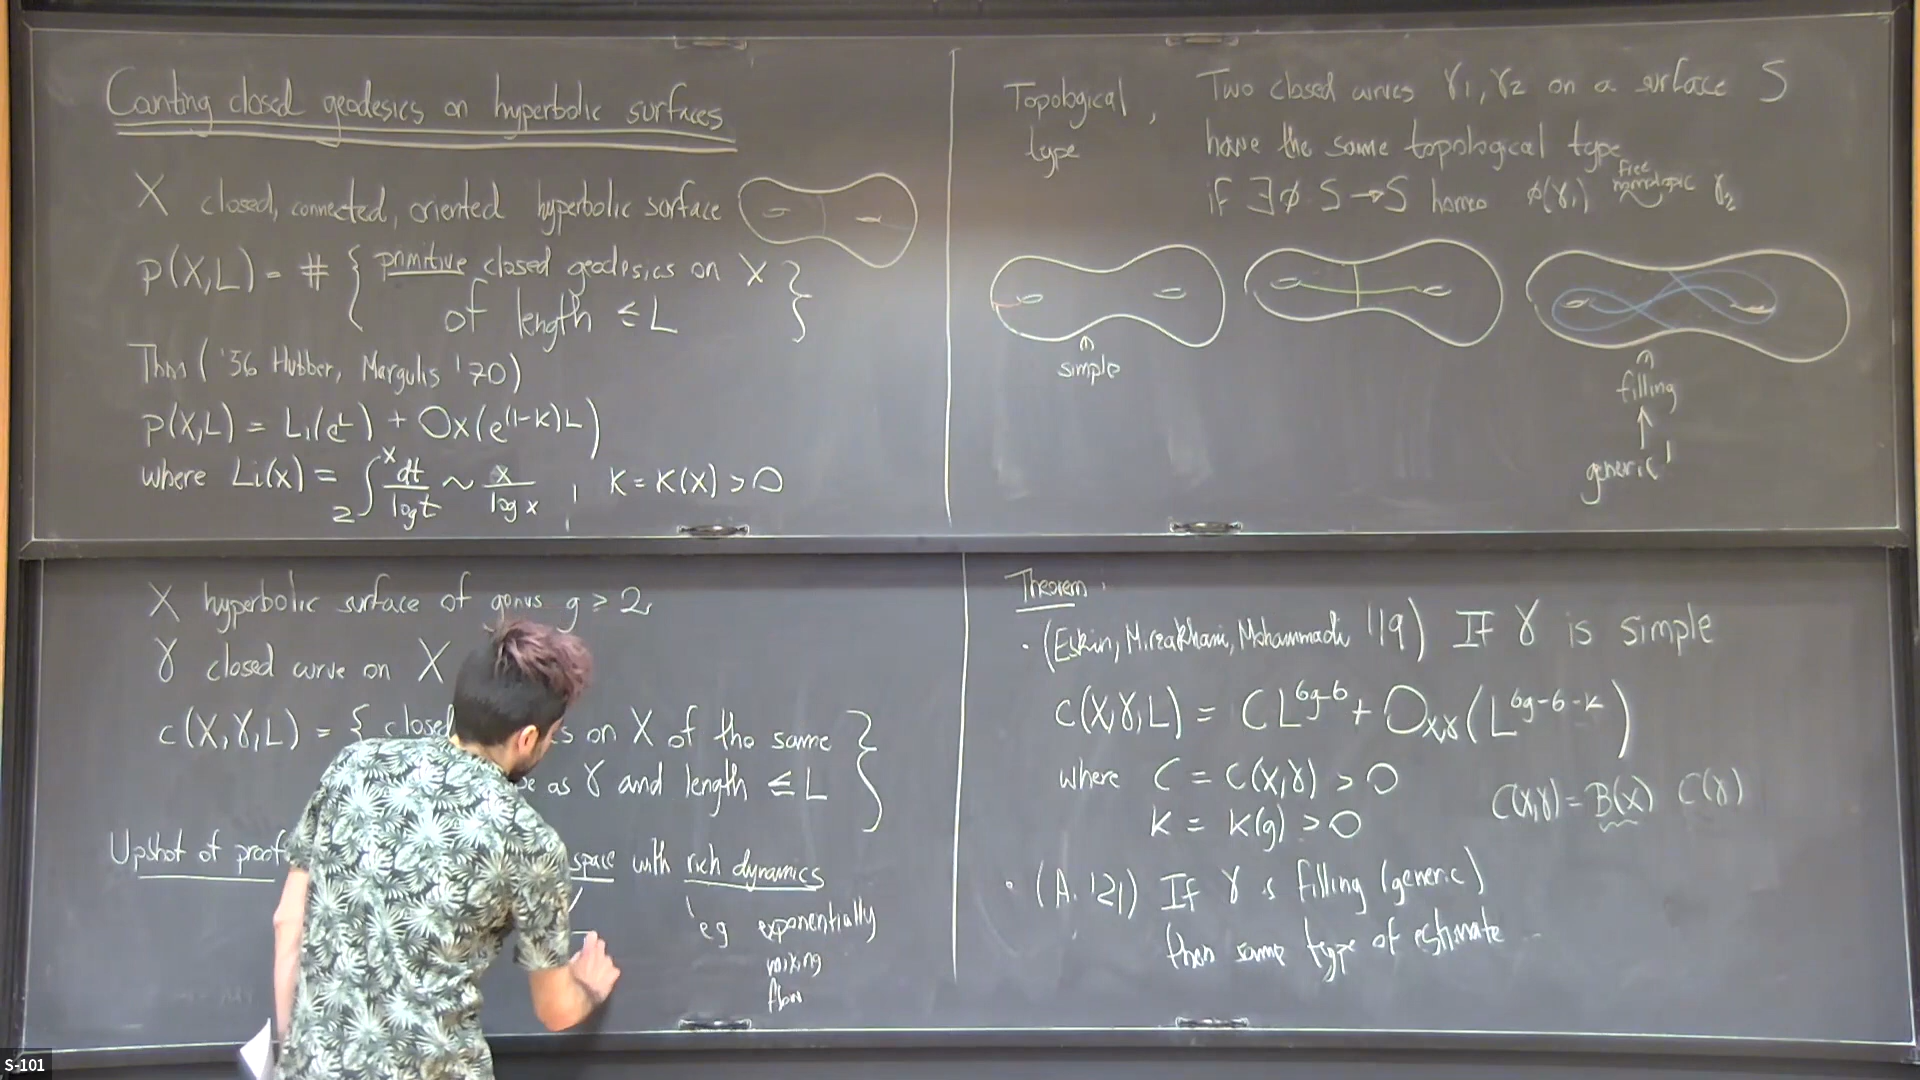 Counting closed geodesics on hyperbolic surfaces
X closed, connected, oriented hyperbolic surface
p(X,L) = # { primitive closed geodesics on X
of length ≤ L }
Thm ( '56 Hubber, Margulis '70)
p(X,L) = Li(e^L) + O_X(e^{(1-κ)L})
where Li(x) = ∫_2^x dt/log t ~ x/log x , κ = κ(X) > 0
Topological type, Two closed curves γ1, γ2 on a surface S
have the same topological type
if ∃ φ: S → S homeo φ(γ1) free homotopic ~ γ2
simple
filling
generic
X hyperbolic surface of genus g ≥ 2,
γ closed curve on X
c(X,γ,L) = { closed s on X of the same
as γ and length ≤ L }
Upshot of proof space with rich dynamics
eg exponentially
mixing
flow
Theorem.
• (Eskin, Mirzakhani, Mohammadi '19) If γ is simple
c(X,γ,L) = C L^{6g-6} + O_{X,γ}(L^{6g-6-κ})
where C = C(X,γ) > 0
κ = κ(g) > 0
C(X,γ) = B(X) C(γ)
• (A. '21) If γ is filling (generic)
then same type of estimate
S-101